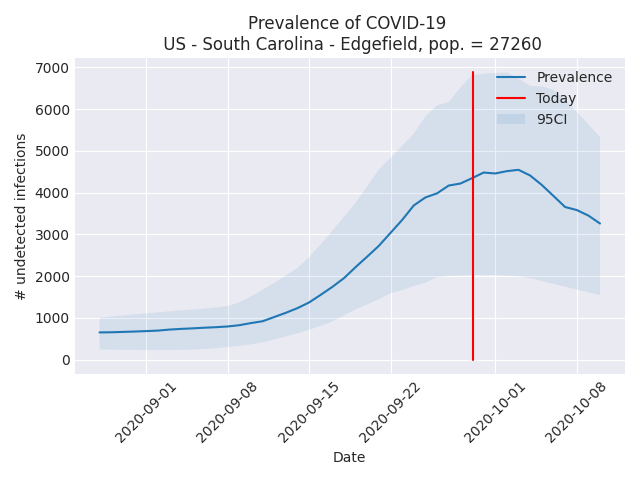 Prevalence of COVID-19
US - South Carolina - Edgefield, pop. = 27260
7000
6000
5000
4000
3000
2000
1000
0
# undetected infections
Prevalence
Today
95CI
2020-09-01
2020-09-08
2020-09-15
2020-09-22
2020-10-01
2020-10-08
Date